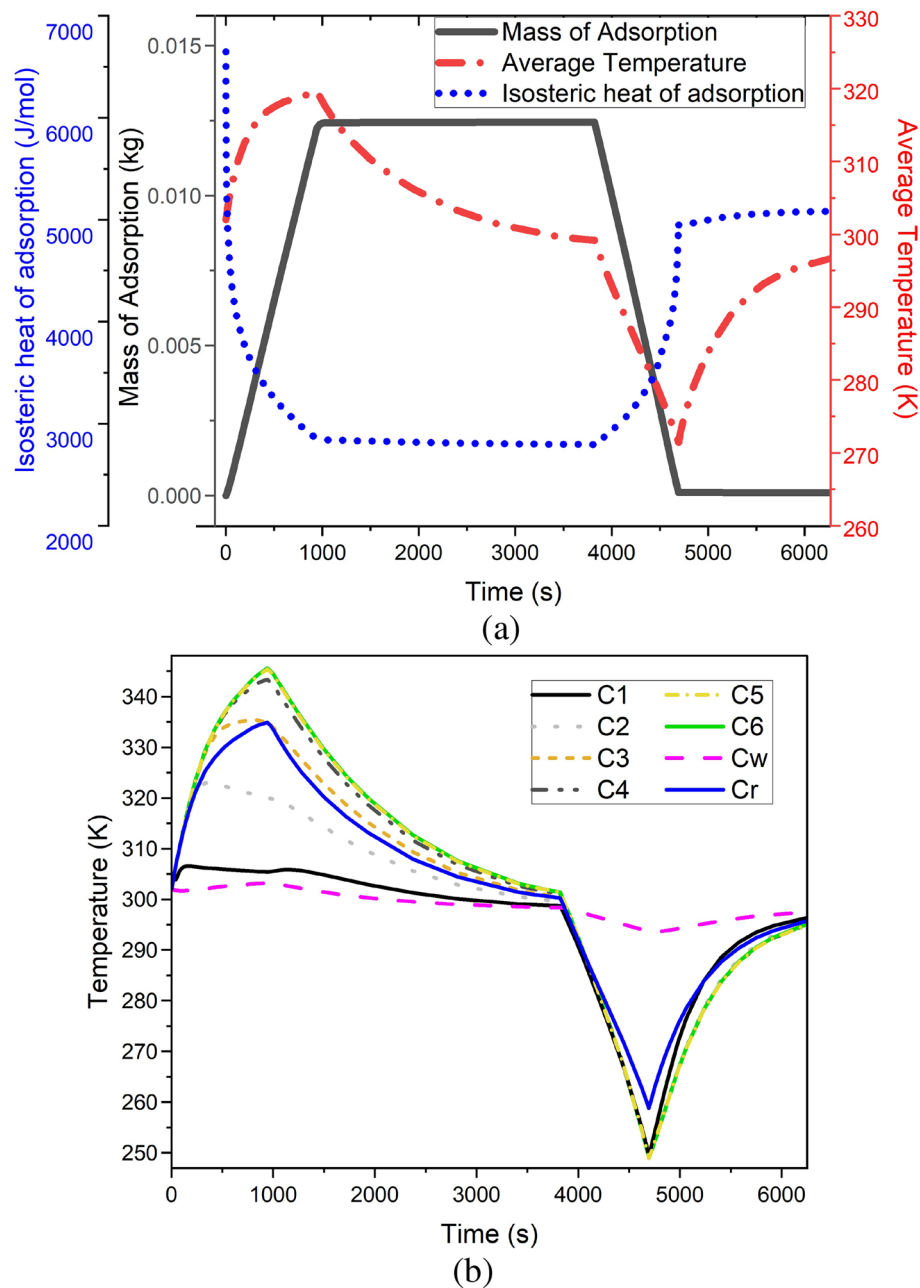 7000
6000
5000
4000
3000
2000
Isosteric heat of adsorption (J/mol)
0.015
0.010
0.005
0.000
Mass of Adsorption (kg)
Mass of Adsorption
Average Temperature
Isosteric heat of adsorption
330
320
310
300
290
280
270
260
Average Temperature
(K)
0 1000 2000 3000 4000 5000 6000
Time (s)
(a)
340
330
320
310
300
290
280
270
260
250
Temperature (K)
C1 C5
C2 C6
C3 Cw
C4 Cr
0 1000 2000 3000 4000 5000 6000
Time (s)
(b)